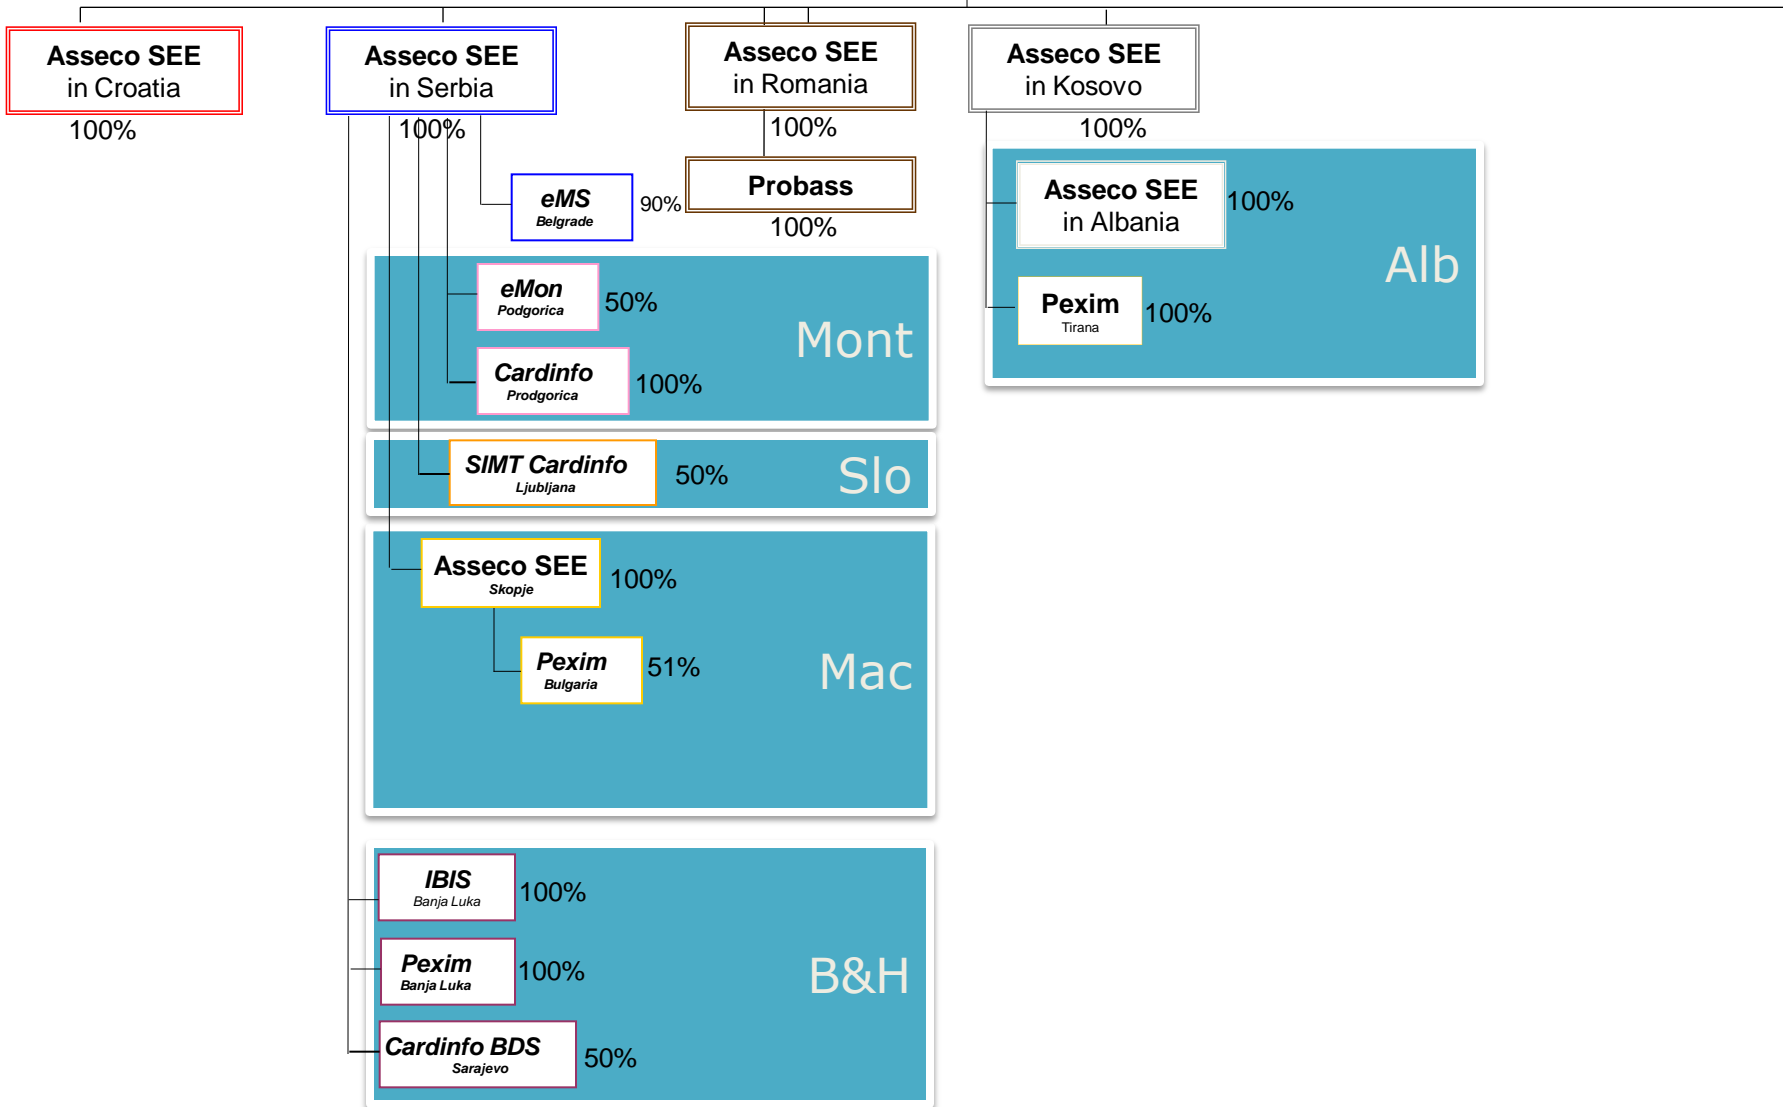 Asseco SEE
in Croatia
100%
Asseco SEE
in Serbia
100%
Asseco SEE
in Romania
100%
Asseco SEE
in Kosovo
100%
eMS
Belgrade
90%
Probass
100%
Asseco SEE
in Albania
100%
Pexim
Tirana
100%
Alb
eMon
Podgorica
50%
Cardinfo
Prodgorica
100%
Mont
SIMT Cardinfo
Ljubljana
50%
Slo
Asseco SEE
Skopje
100%
Pexim
Bulgaria
51%
Mac
IBIS
Banja Luka
100%
Pexim
Banja Luka
100%
Cardinfo BDS
Sarajevo
50%
B&H